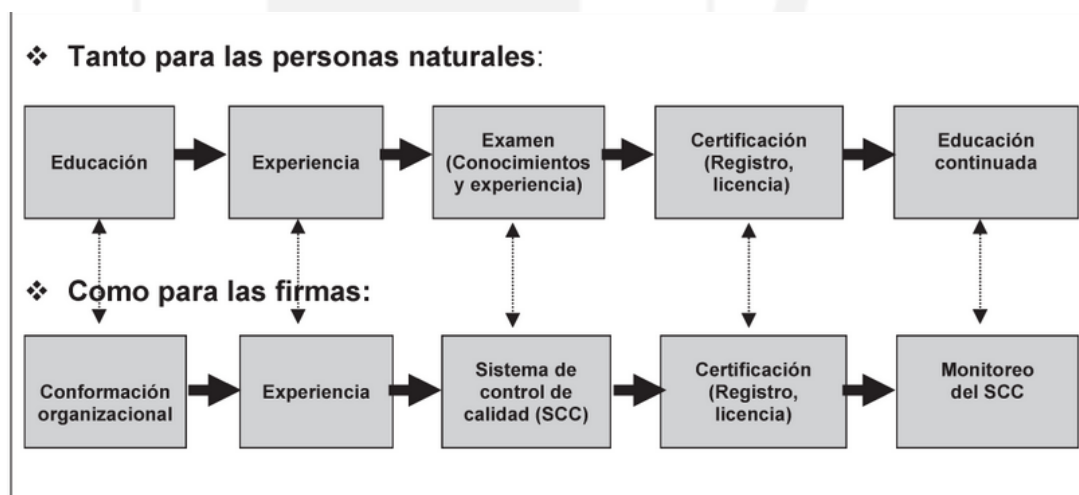 ❖ Tanto para las personas naturales:
Educación
Experiencia
Examen
(Conocimientos
y experiencia)
Certificación
(Registro,
licencia)
Educación
continuada
❖ Como para las firmas:
Conformación
organizacional
Experiencia
Sistema de
control de
calidad (SCC)
Certificación
(Registro,
licencia)
Monitoreo
del SCC